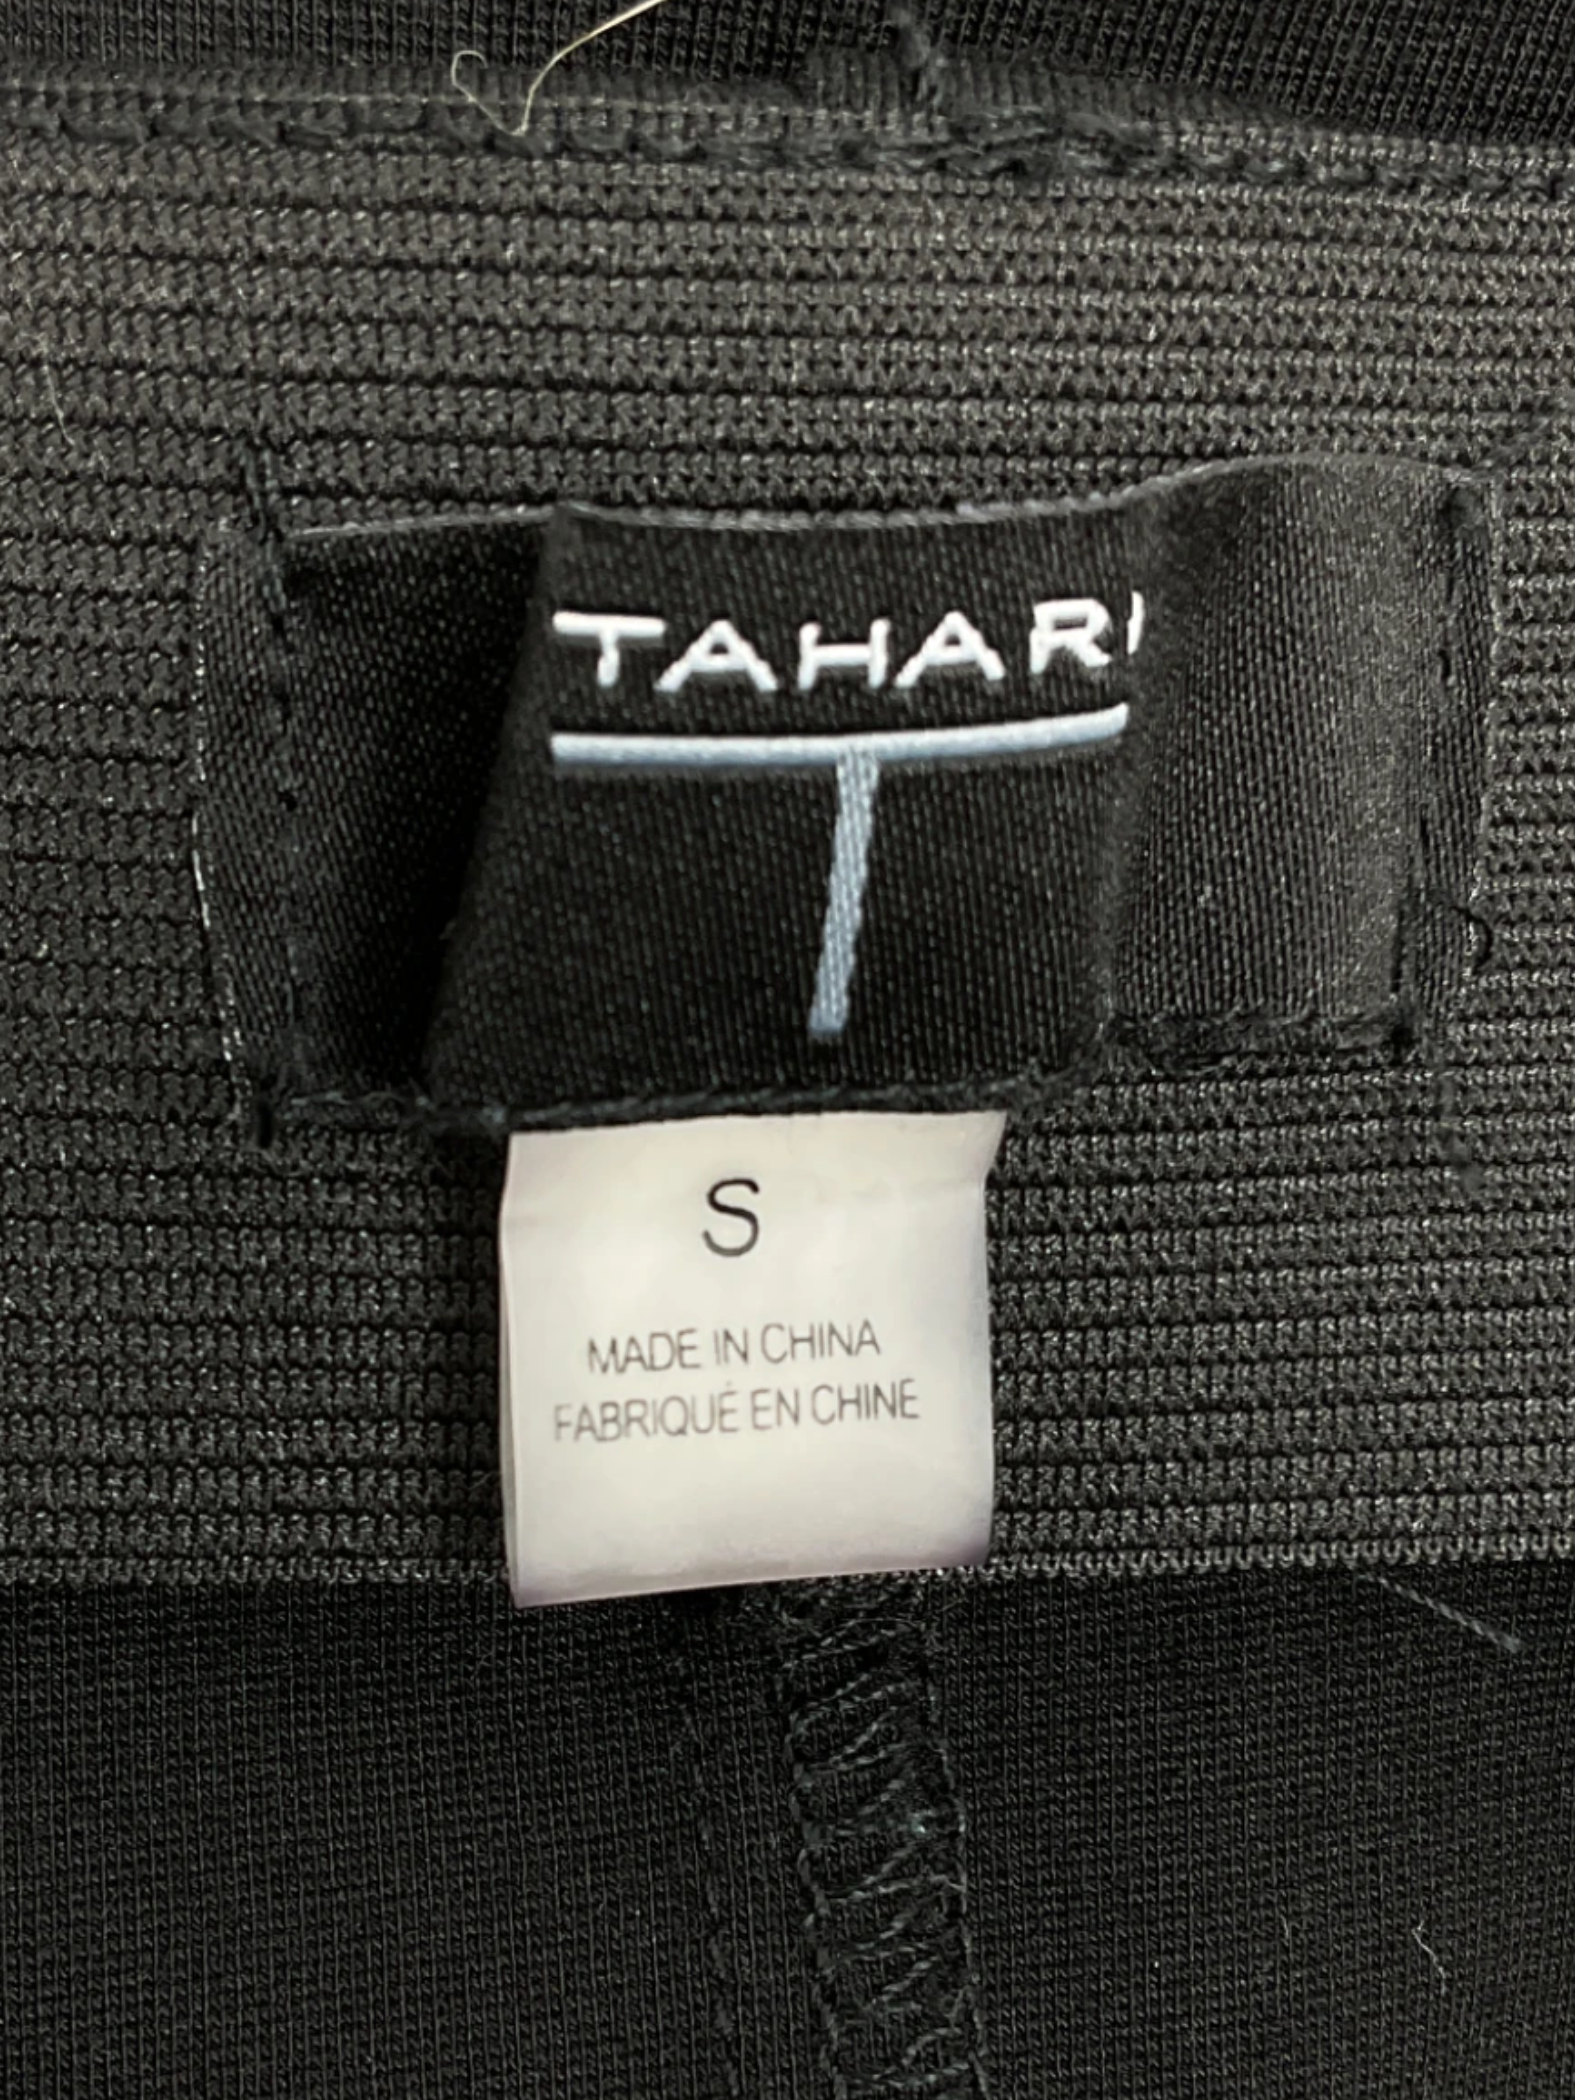 TAHARI
T
S
MADE IN CHINA
FABRIQUÉ EN CHINE